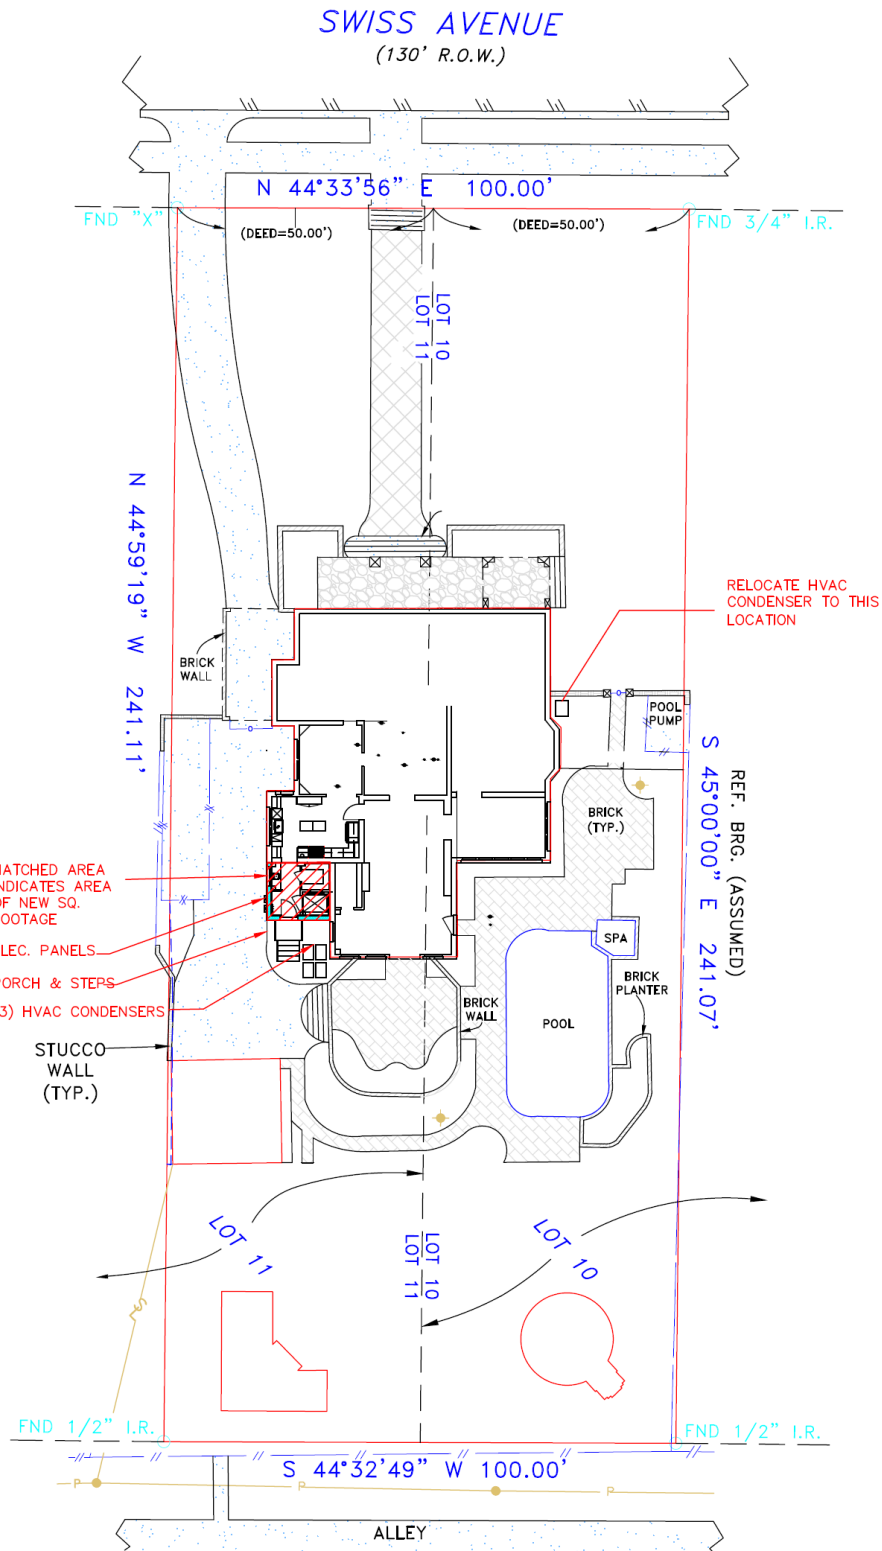 SWISS AVENUE
(130' R.O.W.)
N 44°33'56" E 100.00'
FND "X"
(DEED=50.00')
(DEED=50.00')
FND 3/4" I.R.
LOT 10
LOT 11
N 44°59'19" W 241.11'
RELOCATE HVAC
CONDENSER TO THIS
LOCATION
BRICK
WALL
POOL
PUMP
S 45°00'00" E 241.07'
REF. BRG. (ASSUMED)
BRICK
(TYP.)
HATCHED AREA
INDICATES AREA
OF NEW SQ.
FOOTAGE
ELEC. PANELS
PORCH & STEPS
3) HVAC CONDENSERS
SPA
BRICK
PLANTER
BRICK
WALL
POOL
STUCCO
WALL
(TYP.)
LOT 11
LOT 10
LOT 11
LOT 10
S
FND 1/2" I.R.
FND 1/2" I.R.
S 44°32'49" W 100.00'
P
P
P
ALLEY